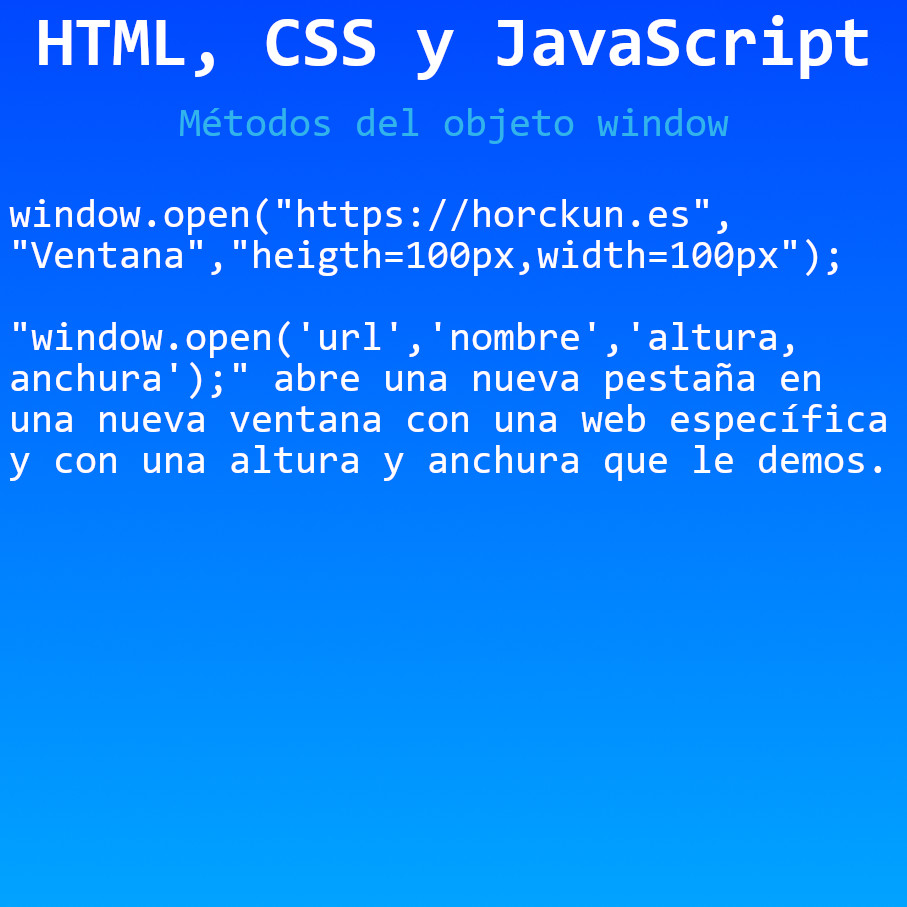 HTML, CSS y JavaScript
Métodos del objeto window
window.open("https://horckun.es",
"Ventana","heigth=100px,width=100px");
"window.open('url','nombre','altura,
anchura');" abre una nueva pestaña en
una nueva ventana con una web específica
y con una altura y anchura que le demos.